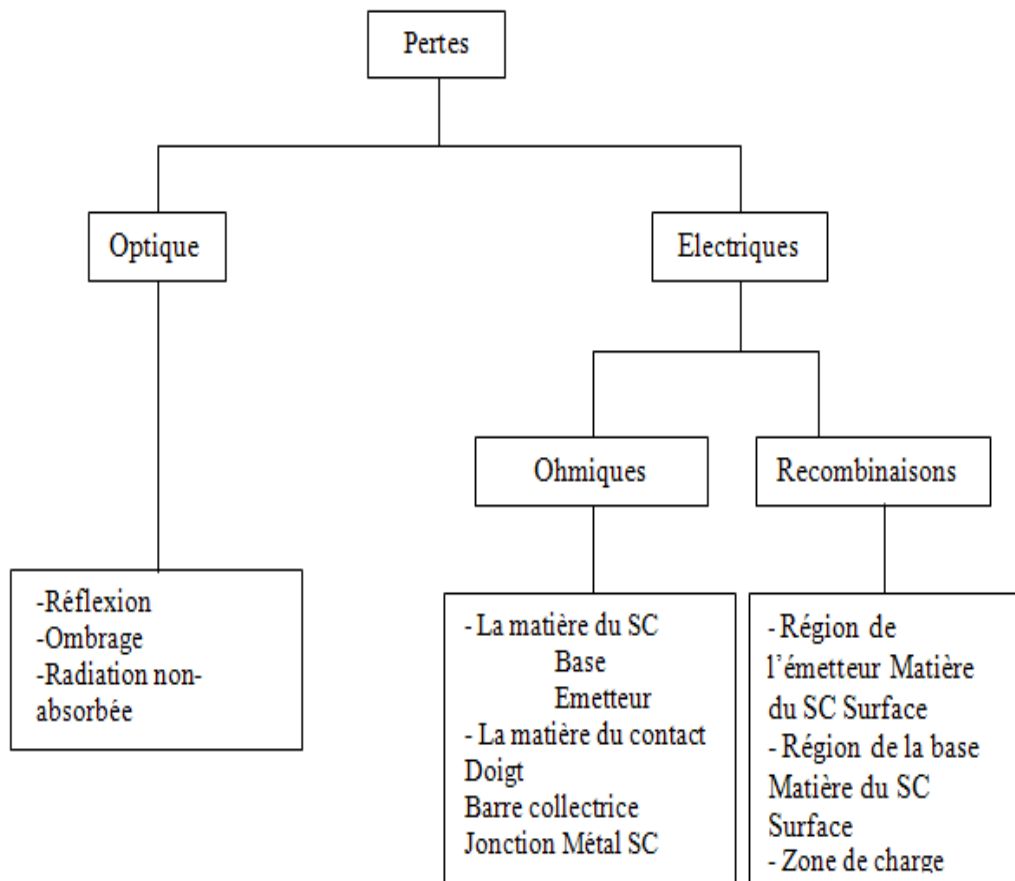 Pertes
Optique
Electriques
Ohmiques
Recombinaisons
-Réflexion
-Ombrage
-Radiation non-
absorbée
- La matière du SC
Base
Emetteur
- La matière du contact
Doigt
Barre collectrice
Jonction Métal SC
- Région de
l'émetteur Matière
du SC Surface
- Région de la base
Matière du SC
Surface
- Zone de charge